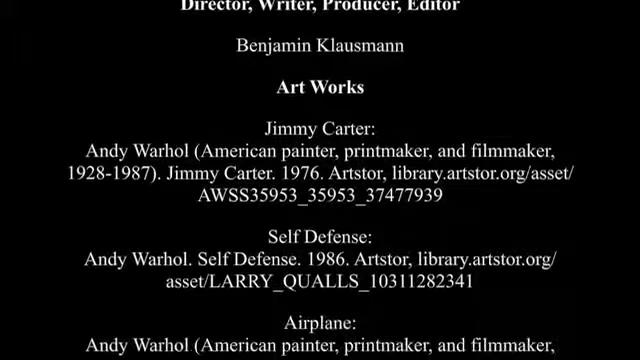 Director, Writer, Producer, Editor
Benjamin Klausmann
Art Works
Jimmy Carter:
Andy Warhol (American painter, printmaker, and filmmaker,
1928-1987). Jimmy Carter. 1976. Artstor, library.artstor.org/asset/
AWSS35953_35953_37477939
Self Defense:
Andy Warhol. Self Defense. 1986. Artstor, library.artstor.org/
asset/LARRY_QUALLS_10311282341
Airplane:
Andy Warhol (American painter, printmaker, and filmmaker,